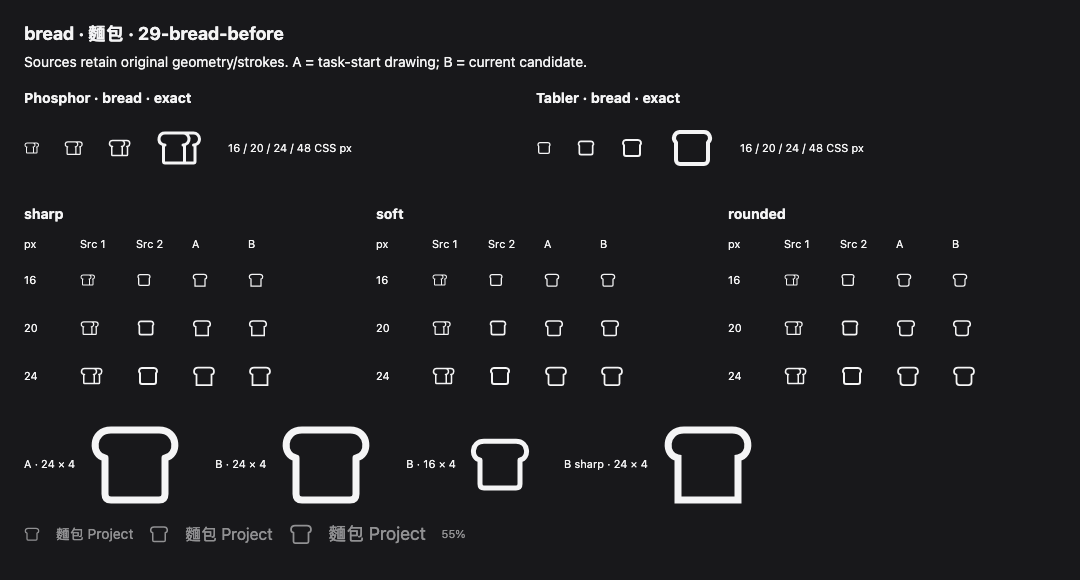 bread · 麵包 · 29-bread-before
Sources retain original geometry/strokes. A = task-start drawing; B = current candidate.
Phosphor · bread · exact
Tabler · bread · exact
16 / 20 / 24 / 48 CSS px
16 / 20 / 24 / 48 CSS px
sharp
soft
rounded
px Src 1 Src 2 A B
px Src 1 Src 2 A B
px Src 1 Src 2 A B
16
16
16
20
20
20
24
24
24
A · 24 × 4
B · 24 × 4
B · 16 × 4
B sharp · 24 × 4
麵包 Project
麵包 Project
麵包 Project
55%